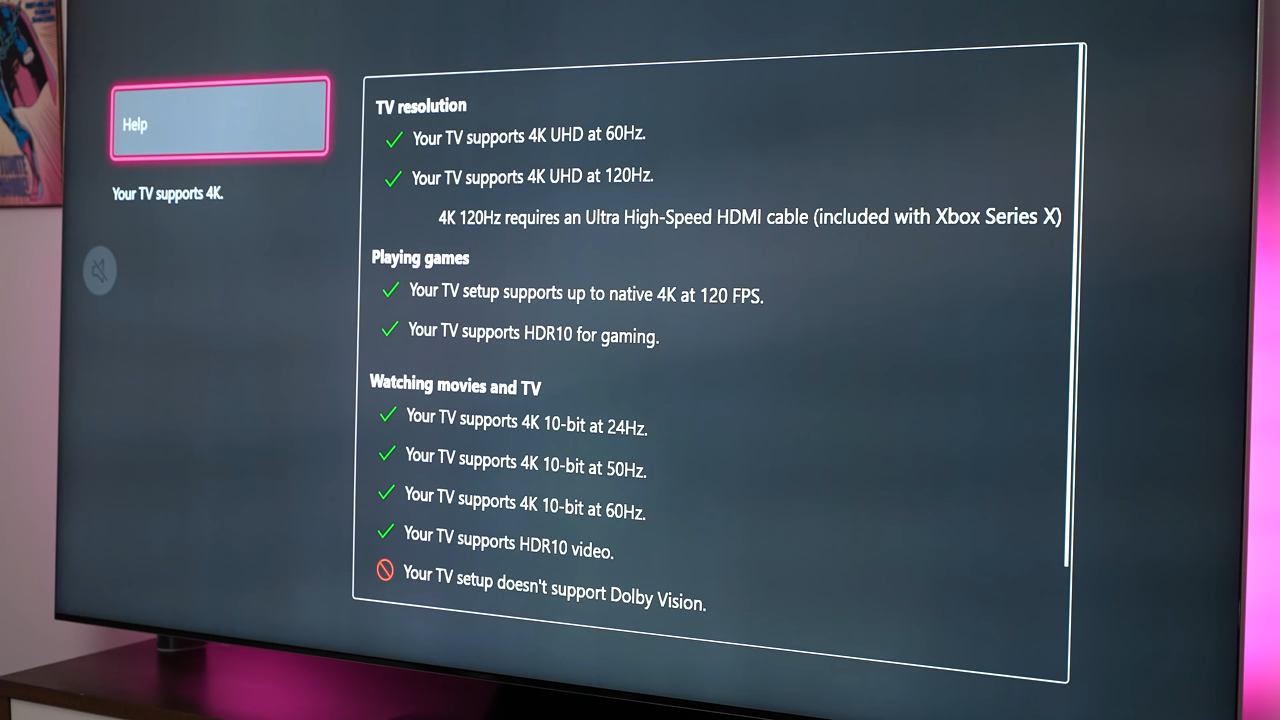 Help
Your TV supports 4K.
TV resolution
Your TV supports 4K UHD at 60Hz.
Your TV supports 4K UHD at 120Hz.
4K 120Hz requires an Ultra High-Speed HDMI cable (included with Xbox Series X)
Playing games
Your TV setup supports up to native 4K at 120 FPS.
Your TV supports HDR10 for gaming.
Watching movies and TV
Your TV supports 4K 10-bit at 24Hz.
Your TV supports 4K 10-bit at 50Hz.
Your TV supports 4K 10-bit at 60Hz.
Your TV supports HDR10 video.
Your TV setup doesn't support Dolby Vision.